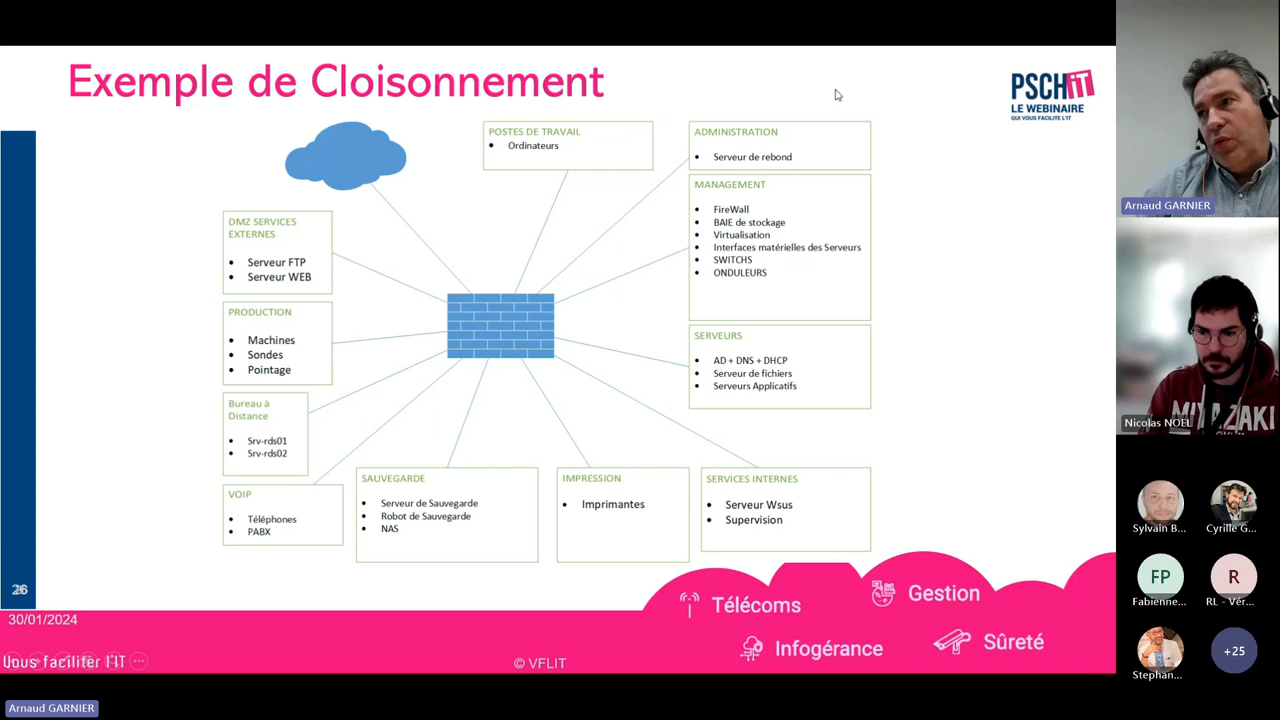 Exemple de Cloisonnement
PSCHiT
LE WEBINAIRE
QUI VOUS FACILITE L'IT
POSTES DE TRAVAIL
• Ordinateurs
ADMINISTRATION
• Serveur de rebond
MANAGEMENT
• FireWall
• BAIE de stockage
• Virtualisation
• Interfaces matérielles des Serveurs
• SWITCHS
• ONDULEURS
DMZ SERVICES
EXTERNES
• Serveur FTP
• Serveur WEB
PRODUCTION
• Machines
• Sondes
• Pointage
SERVEURS
• AD + DNS + DHCP
• Serveur de fichiers
• Serveurs Applicatifs
Bureau à
Distance
• Srv-rds01
• Srv-rds02
VOIP
• Téléphones
• PABX
SAUVEGARDE
• Serveur de Sauvegarde
• Robot de Sauvegarde
• NAS
IMPRESSION
• Imprimantes
SERVICES INTERNES
• Serveur Wsus
• Supervision
30/01/2024
Vous faciliter l'IT
© VFLIT
Télécoms
Gestion
Infogérance
Sûreté
Arnaud GARNIER
MIYAZAKI
Nicolas NOEL
Sylvain B...
Cyrille G...
FP
Fabienne...
R
RL - Vér...
Stephan...
+25
Arnaud GARNIER